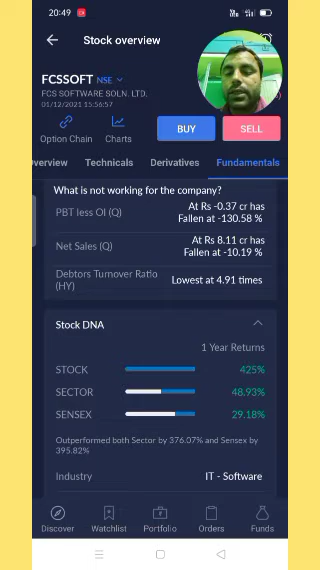 20:49
Stock overview
FCSSOFT NSE
FCS SOFTWARE SOLN. LTD.
01/12/2021 15:56:57
Option Chain
Charts
BUY
SELL
verview Technicals Derivatives Fundamentals
What is not working for the company?
PBT less OI (Q)
At Rs -0.37 cr has
Fallen at -130.58 %
Net Sales (Q)
At Rs 8.11 cr has
Fallen at -10.19 %
Debtors Turnover Ratio
(HY)
Lowest at 4.91 times
Stock DNA
1 Year Returns
STOCK 425%
SECTOR 48.93%
SENSEX 29.18%
Outperformed both Sector by 376.07% and Sensex by
395.82%
Industry IT - Software
Discover Watchlist Portfolio Orders Funds